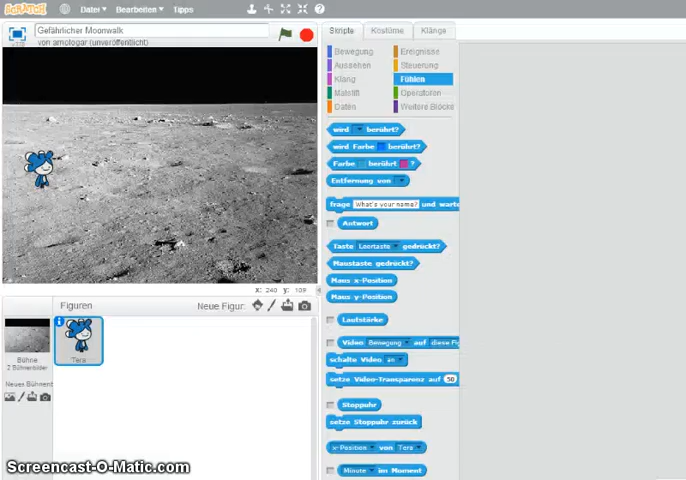 SCRATCH Datei Bearbeiten Tipps
Gefährlicher Moonwalk
von arnologar (unveröffentlicht)
Skripte Kostüme Klänge
Bewegung Ereignisse
Aussehen Steuerung
Klang Fühlen
Malstift Operatoren
Daten Weitere Blöcke
wird berührt?
wird Farbe berührt?
Farbe berührt ?
Entfernung von
frage What's your name? und warte
Antwort
Taste Leertaste gedrückt?
Maustaste gedrückt?
Maus x-Position
Maus y-Position
Lautstärke
Video Bewegung auf diese Fig
schalte Video an
setze Video-Transparenz auf 50
Stoppuhr
setze Stoppuhr zurück
x-Position von Tera
Minute im Moment
x: 240 y: 109
Figuren Neue Figur:
Tera
Bühne
2 Bühnenbilder
Neues Bühnenb
Screencast-O-Matic.com